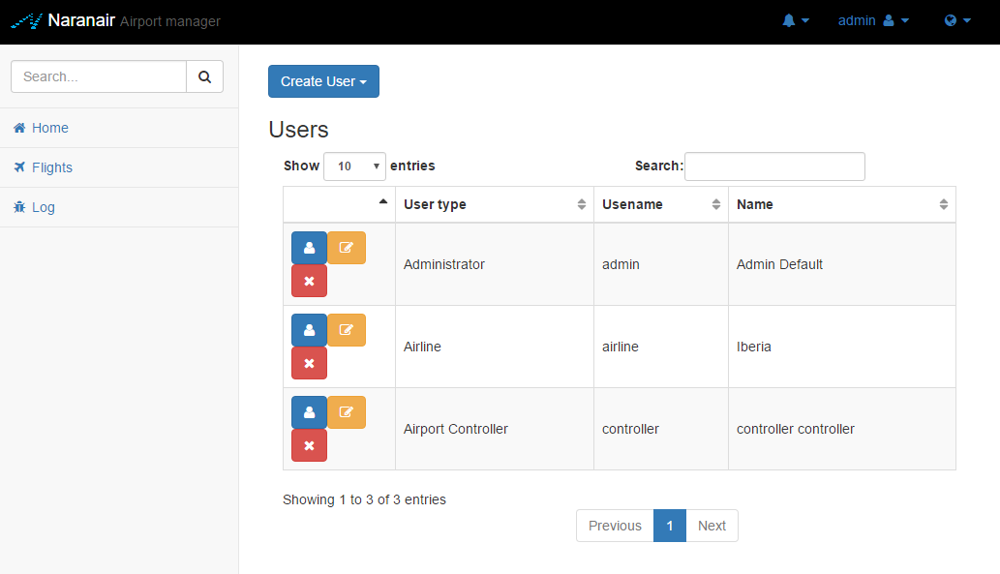 Naranair Airport manager
admin
Search...
Home
Flights
Log
Create User
Users
Show 10 entries
Search:
User type Usename Name
Administrator admin Admin Default
Airline airline Iberia
Airport Controller controller controller controller
Showing 1 to 3 of 3 entries
Previous 1 Next